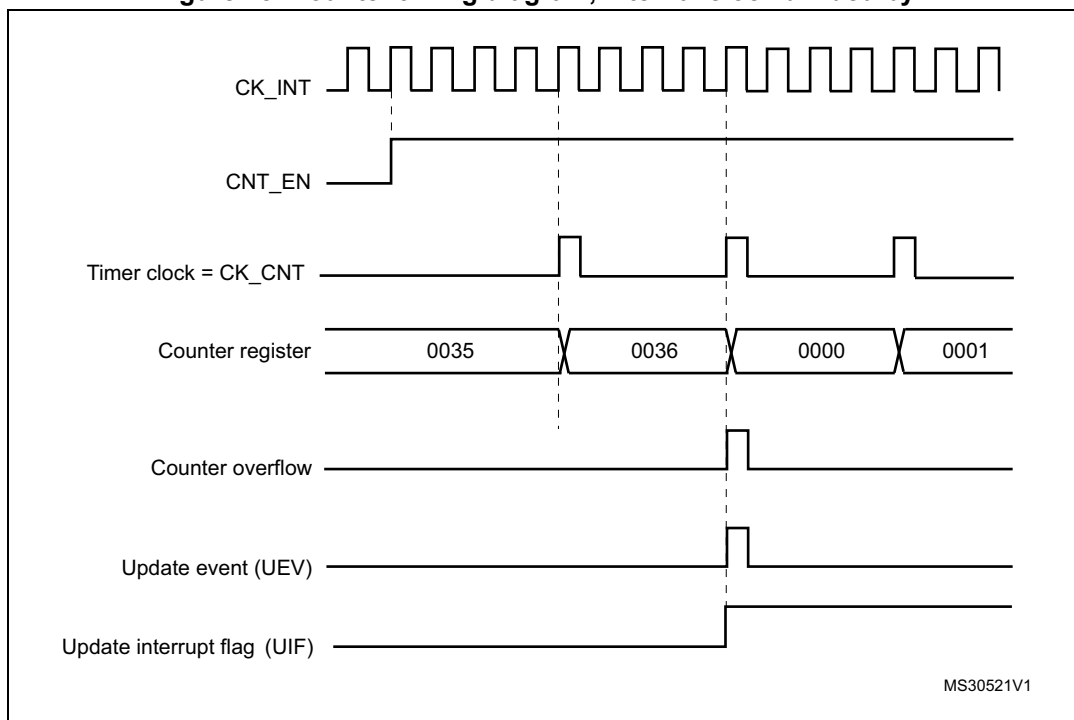 CK_INT
CNT_EN
Timer clock = CK_CNT
Counter register 0035 0036 0000 0001
Counter overflow
Update event (UEV)
Update interrupt flag (UIF)
MS30521V1